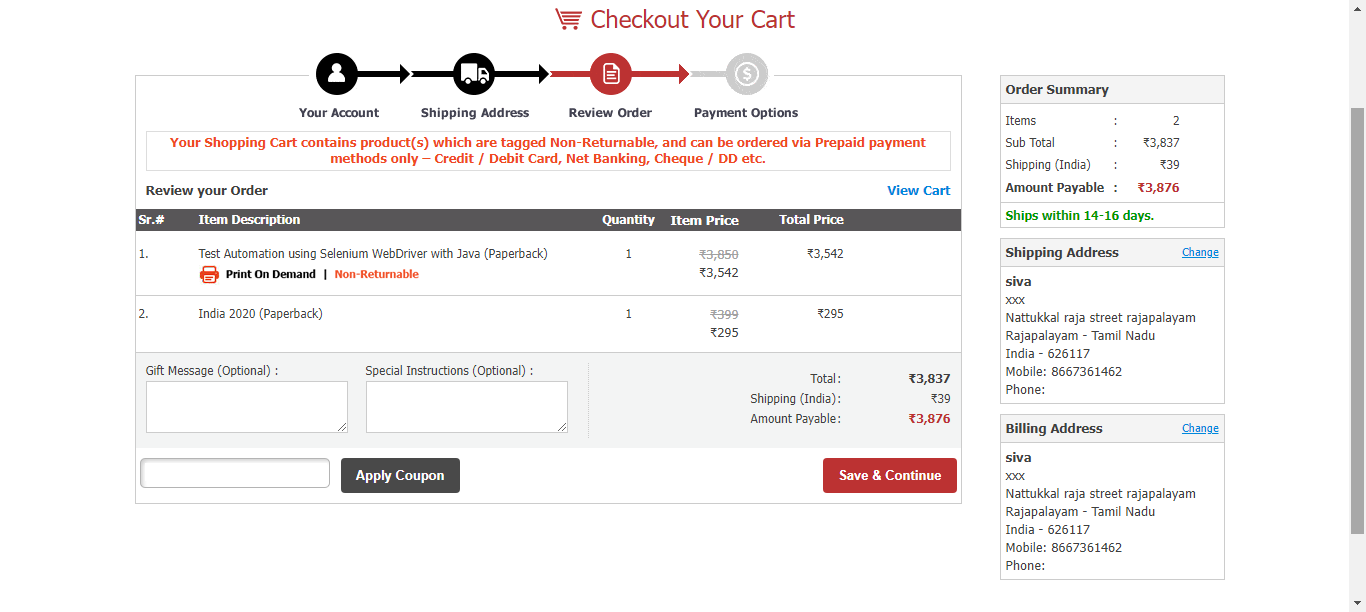 Checkout Your Cart
Your Account
Shipping Address
Review Order
Payment Options
Your Shopping Cart contains product(s) which are tagged Non-Returnable, and can be ordered via Prepaid payment
methods only – Credit / Debit Card, Net Banking, Cheque / DD etc.
Review your Order View Cart
Sr.# Item Description Quantity Item Price Total Price
1. Test Automation using Selenium WebDriver with Java (Paperback) 1 ₹3,850 ₹3,542
Print On Demand | Non-Returnable ₹3,542
2. India 2020 (Paperback) 1 ₹399 ₹295
₹295
Gift Message (Optional) :
Special Instructions (Optional) :
Total: ₹3,837
Shipping (India): ₹39
Amount Payable: ₹3,876
Apply Coupon
Save & Continue
Order Summary
Items : 2
Sub Total : ₹3,837
Shipping (India) : ₹39
Amount Payable : ₹3,876
Ships within 14-16 days.
Shipping Address Change
siva
xxx
Nattukkal raja street rajapalayam
Rajapalayam - Tamil Nadu
India - 626117
Mobile: 8667361462
Phone:
Billing Address Change
siva
xxx
Nattukkal raja street rajapalayam
Rajapalayam - Tamil Nadu
India - 626117
Mobile: 8667361462
Phone: